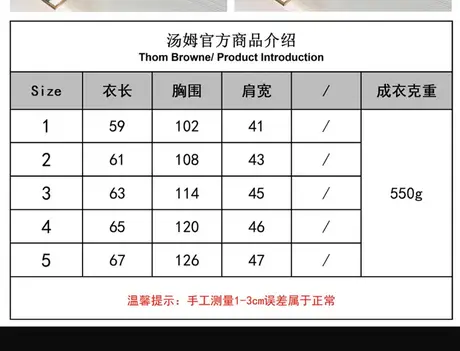 汤姆官方商品介绍
Thom Browne/ Product Introduction
Size 衣长 胸围 肩宽 / 成衣克重
1 59 102 41 /
2 61 108 43 /
3 63 114 45 / 550g
4 65 120 46 /
5 67 126 47 /
温馨提示: 手工测量1-3cm误差属于正常